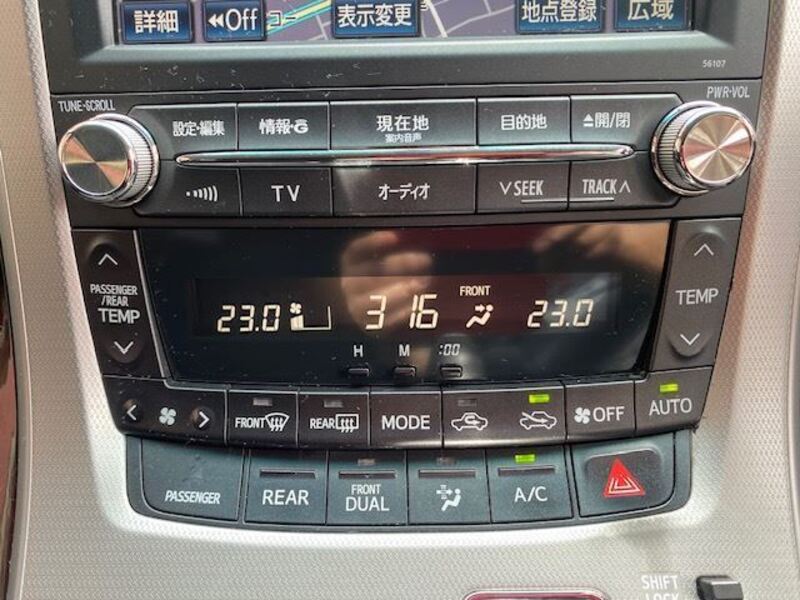 詳細 ◀◀Off コー 表示変更 地点登録 広域
56107
TUNE·SCROLL PWR·VOL
設定·編集 情報·G 現在地 案内音声 目的地 ▲開/閉
TV オーディオ ∨SEEK TRACK∧
PASSENGER
/REAR
TEMP
TEMP
FRONT
23.0 3 16 23.0
H M :00
FRONT REAR MODE OFF AUTO
PASSENGER REAR FRONT DUAL A/C
SHIFT
LOCK